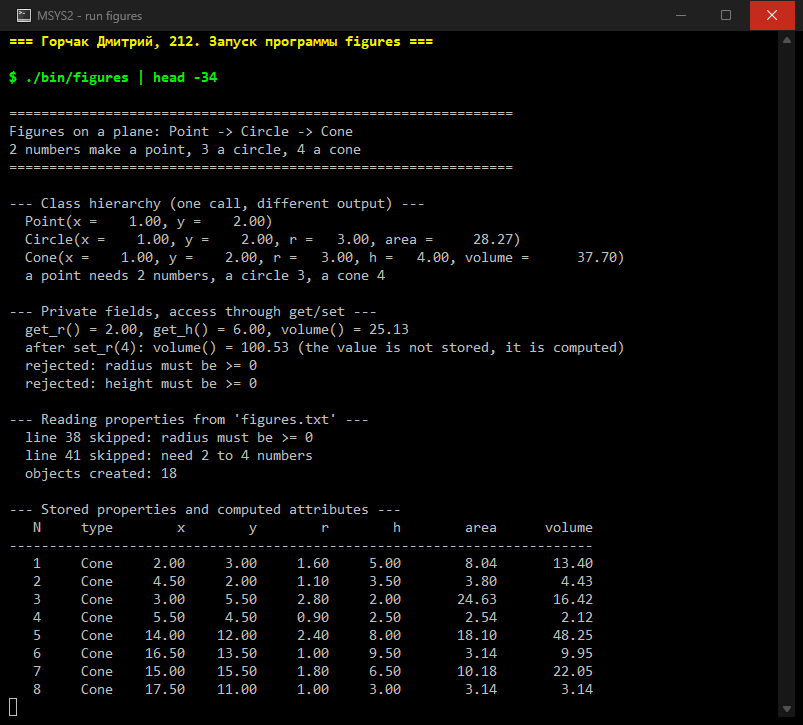 MSYS2 - run figures
=== Горчак Дмитрий, 212. Запуск программы figures ===
$ ./bin/figures | head -34
===============================================================
Figures on a plane: Point -> Circle -> Cone
2 numbers make a point, 3 a circle, 4 a cone
===============================================================
--- Class hierarchy (one call, different output) ---
  Point(x =    1.00, y =    2.00)
  Circle(x =    1.00, y =    2.00, r =   3.00, area =     28.27)
  Cone(x =    1.00, y =    2.00, r =   3.00, h =   4.00, volume =      37.70)
  a point needs 2 numbers, a circle 3, a cone 4
--- Private fields, access through get/set ---
  get_r() = 2.00, get_h() = 6.00, volume() = 25.13
  after set_r(4): volume() = 100.53 (the value is not stored, it is computed)
  rejected: radius must be >= 0
  rejected: height must be >= 0
--- Reading properties from 'figures.txt' ---
  line 38 skipped: radius must be >= 0
  line 41 skipped: need 2 to 4 numbers
  objects created: 18
--- Stored properties and computed attributes ---
   N     type        x        y        r        h        area      volume
-------------------------------------------------------------------------
   1     Cone     2.00     3.00     1.60     5.00        8.04       13.40
   2     Cone     4.50     2.00     1.10     3.50        3.80        4.43
   3     Cone     3.00     5.50     2.80     2.00       24.63       16.42
   4     Cone     5.50     4.50     0.90     2.50        2.54        2.12
   5     Cone    14.00    12.00     2.40     8.00       18.10       48.25
   6     Cone    16.50    13.50     1.00     9.50        3.14        9.95
   7     Cone    15.00    15.50     1.80     6.50       10.18       22.05
   8     Cone    17.50    11.00     1.00     3.00        3.14        3.14